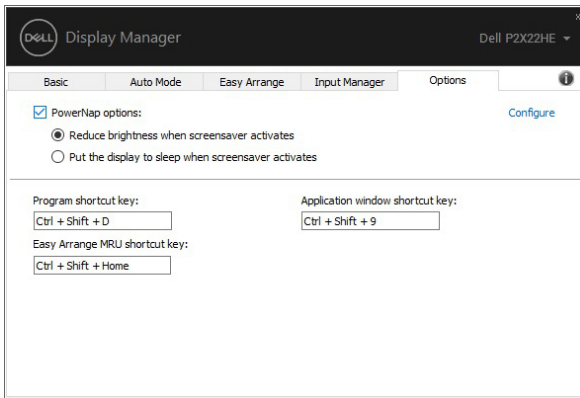 DELL Display Manager
Dell P2X22HE
Basic Auto Mode Easy Arrange Input Manager Options
PowerNap options:
Configure
Reduce brightness when screensaver activates
Put the display to sleep when screensaver activates
Program shortcut key:
Application window shortcut key:
Ctrl + Shift + D
Ctrl + Shift + 9
Easy Arrange MRU shortcut key:
Ctrl + Shift + Home